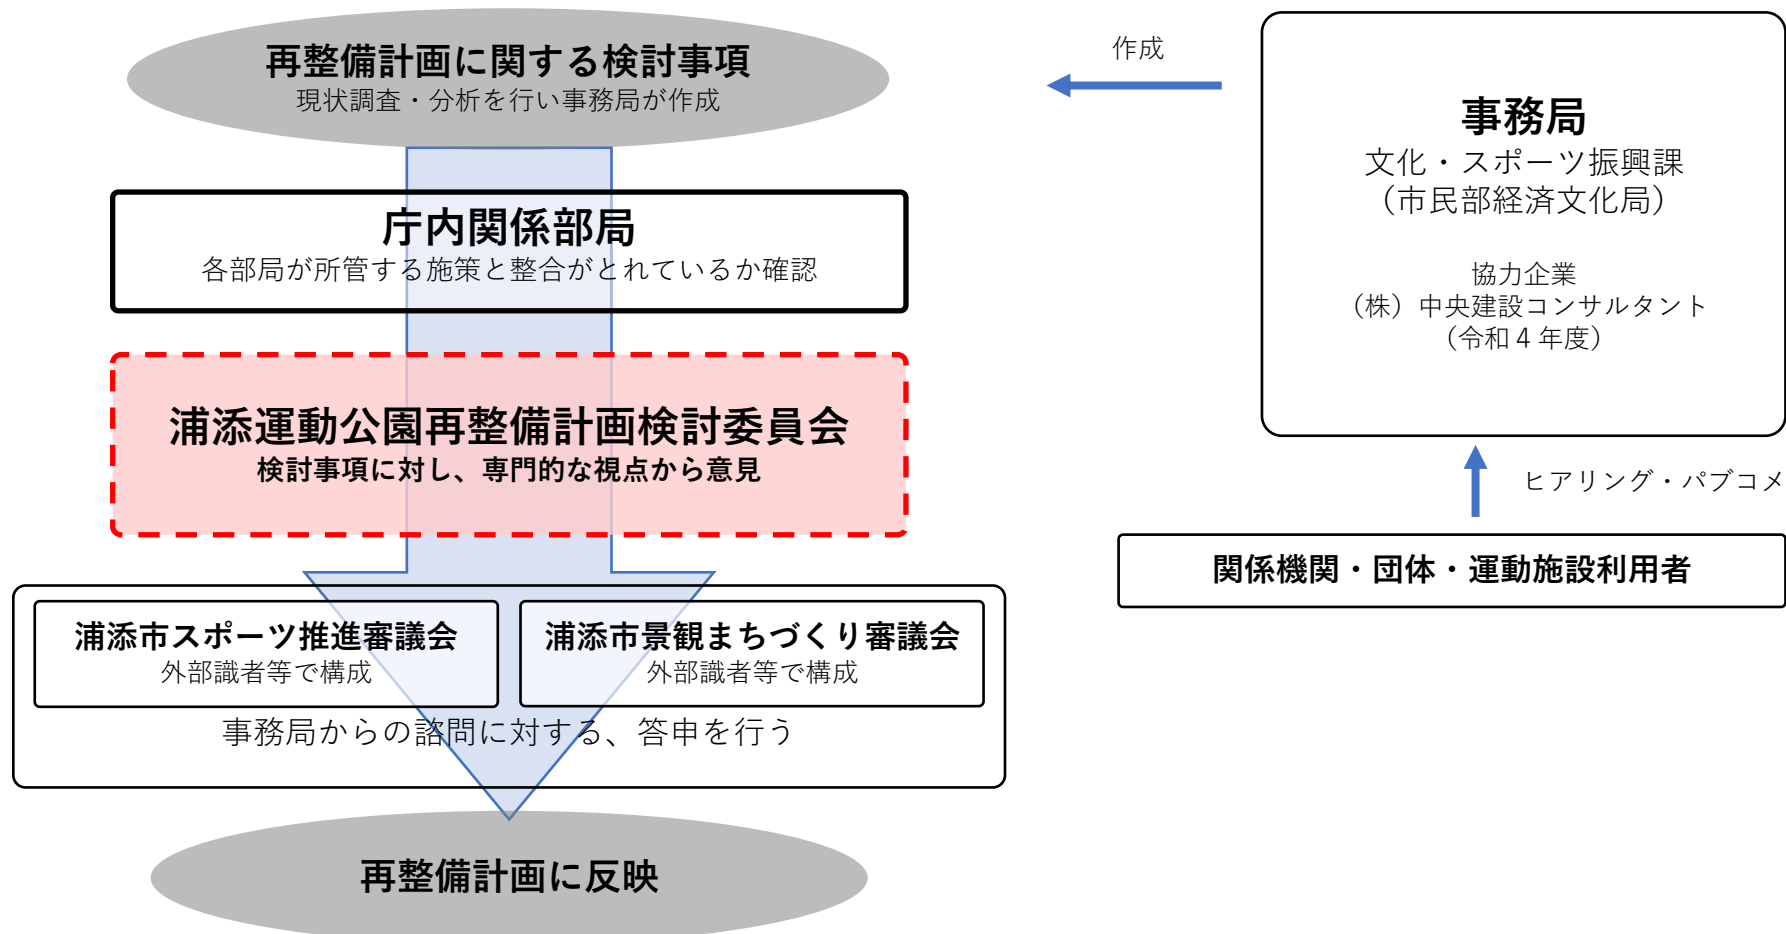 再整備計画に関する検討事項
現状調査・分析を行い事務局が作成
作成
事務局
文化・スポーツ振興課
（市民部経済文化局）
協力企業
（株）中央建設コンサルタント
（令和４年度）
庁内関係部局
各部局が所管する施策と整合がとれているか確認
浦添運動公園再整備計画検討委員会
検討事項に対し、専門的な視点から意見
ヒアリング・パブコメ
関係機関・団体・運動施設利用者
浦添市スポーツ推進審議会
外部識者等で構成
浦添市景観まちづくり審議会
外部識者等で構成
事務局からの諮問に対する、答申を行う
再整備計画に反映